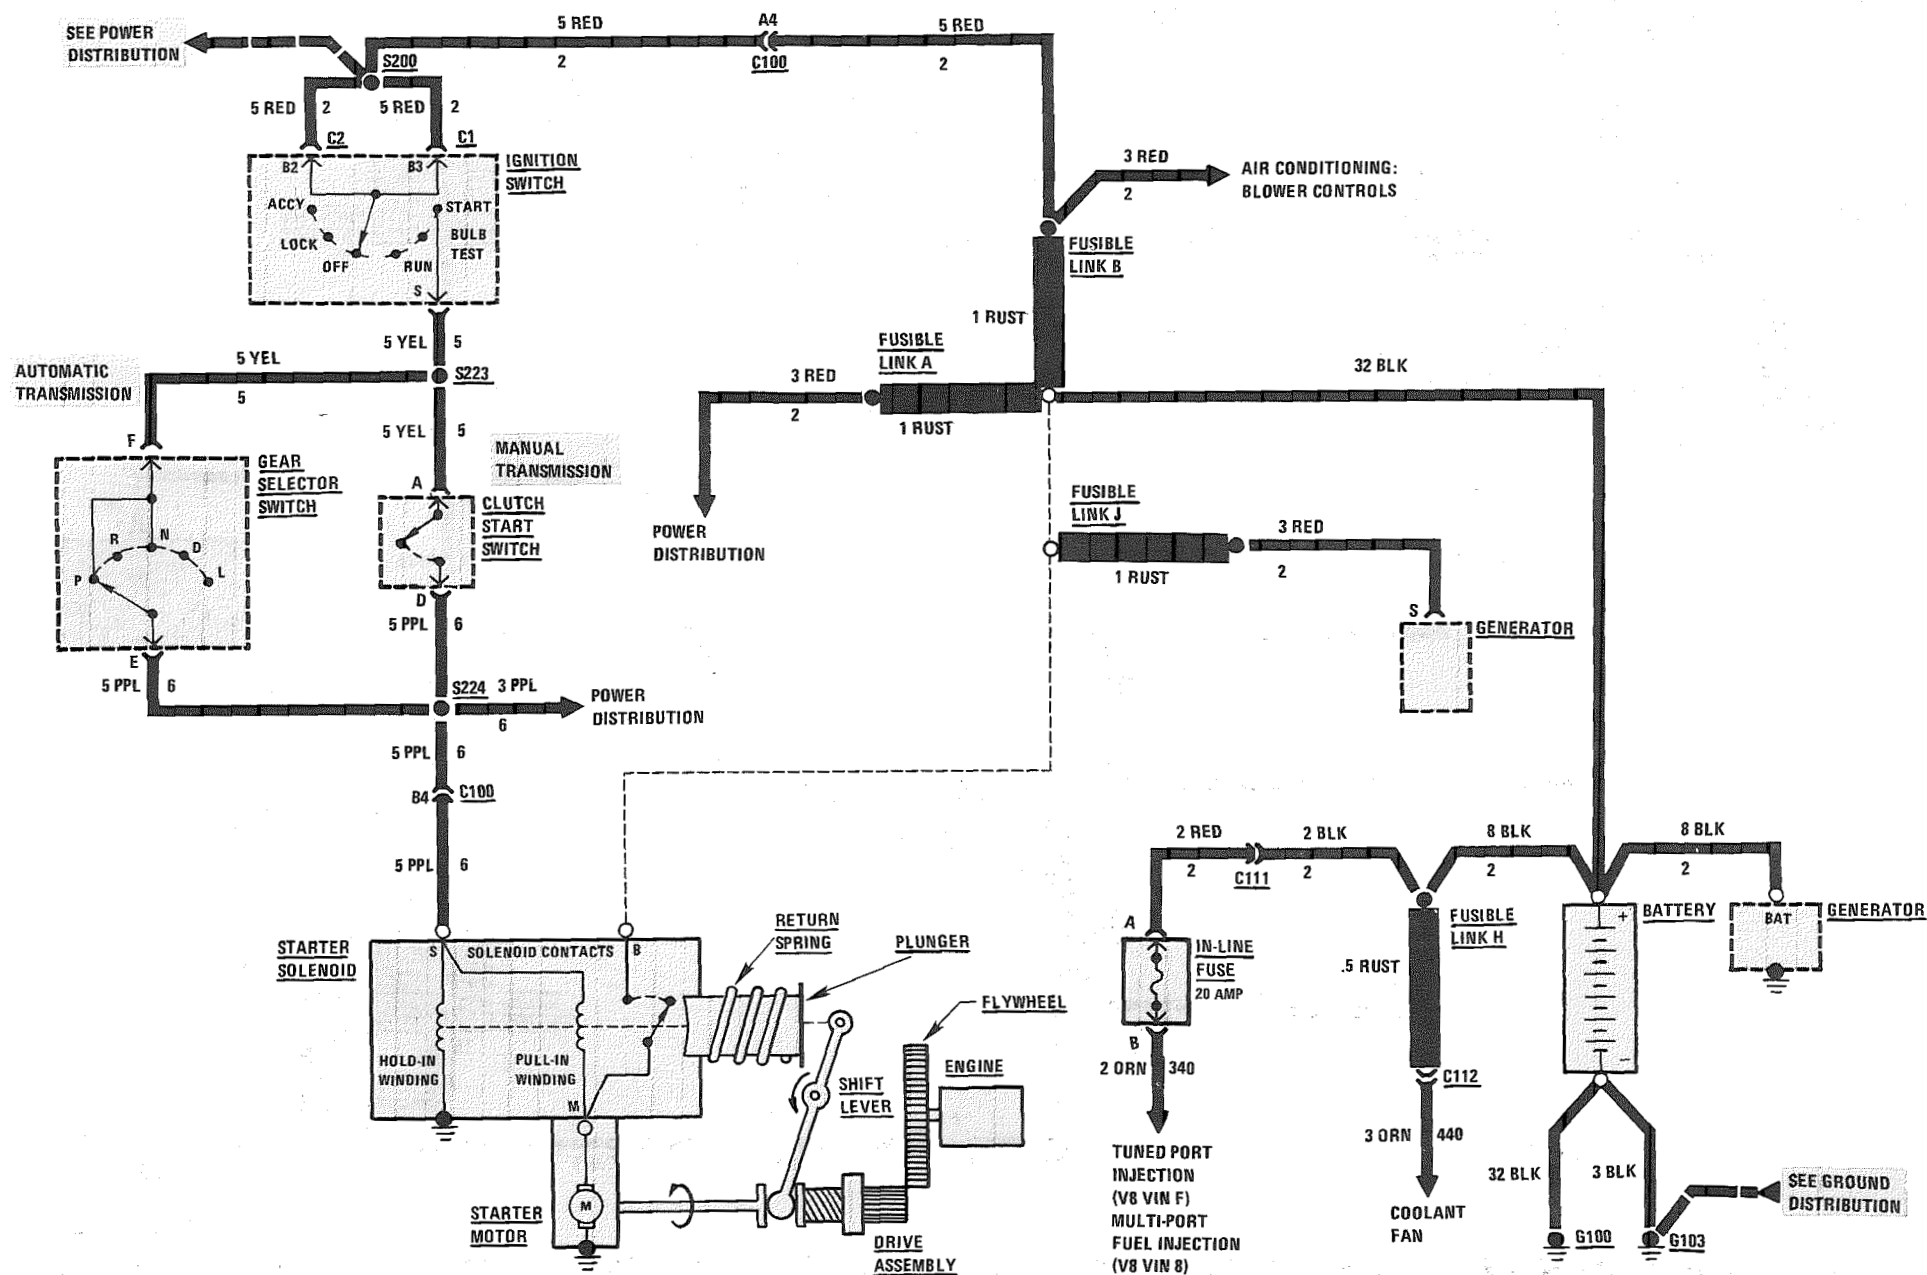 SEE POWER
DISTRIBUTION
5 RED
2
A4
C100
5 RED
2
S200
5 RED
2
5 RED
2
C2
C1
B2
B3
IGNITION
SWITCH
ACCY
LOCK
OFF
RUN
START
BULB
TEST
S
3 RED
2
AIR CONDITIONING:
BLOWER CONTROLS
FUSIBLE
LINK B
1 RUST
5 YEL
5
S223
AUTOMATIC
TRANSMISSION
5 YEL
5
5 YEL
5
FUSIBLE
LINK A
1 RUST
3 RED
2
POWER
DISTRIBUTION
32 BLK
F
GEAR
SELECTOR
SWITCH
R
N
D
P
L
E
MANUAL
TRANSMISSION
A
CLUTCH
START
SWITCH
D
5 PPL
6
FUSIBLE
LINK J
1 RUST
3 RED
2
S
GENERATOR
5 PPL
6
S224
3 PPL
6
POWER
DISTRIBUTION
5 PPL
6
B4
C100
5 PPL
6
STARTER
SOLENOID
S
SOLENOID CONTACTS
B
HOLD-IN
WINDING
PULL-IN
WINDING
M
RETURN
SPRING
PLUNGER
FLYWHEEL
ENGINE
SHIFT
LEVER
STARTER
MOTOR
M
DRIVE
ASSEMBLY
2 RED
2
C111
2 BLK
2
8 BLK
2
8 BLK
2
A
IN-LINE
FUSE
20 AMP
B
2 ORN
340
TUNED PORT
INJECTION
(V8 VIN F)
MULTI-PORT
FUEL INJECTION
(V8 VIN 8)
FUSIBLE
LINK H
.5 RUST
C112
3 ORN
440
COOLANT
FAN
+
BATTERY
−
BAT
GENERATOR
32 BLK
3 BLK
G100
G103
SEE GROUND
DISTRIBUTION